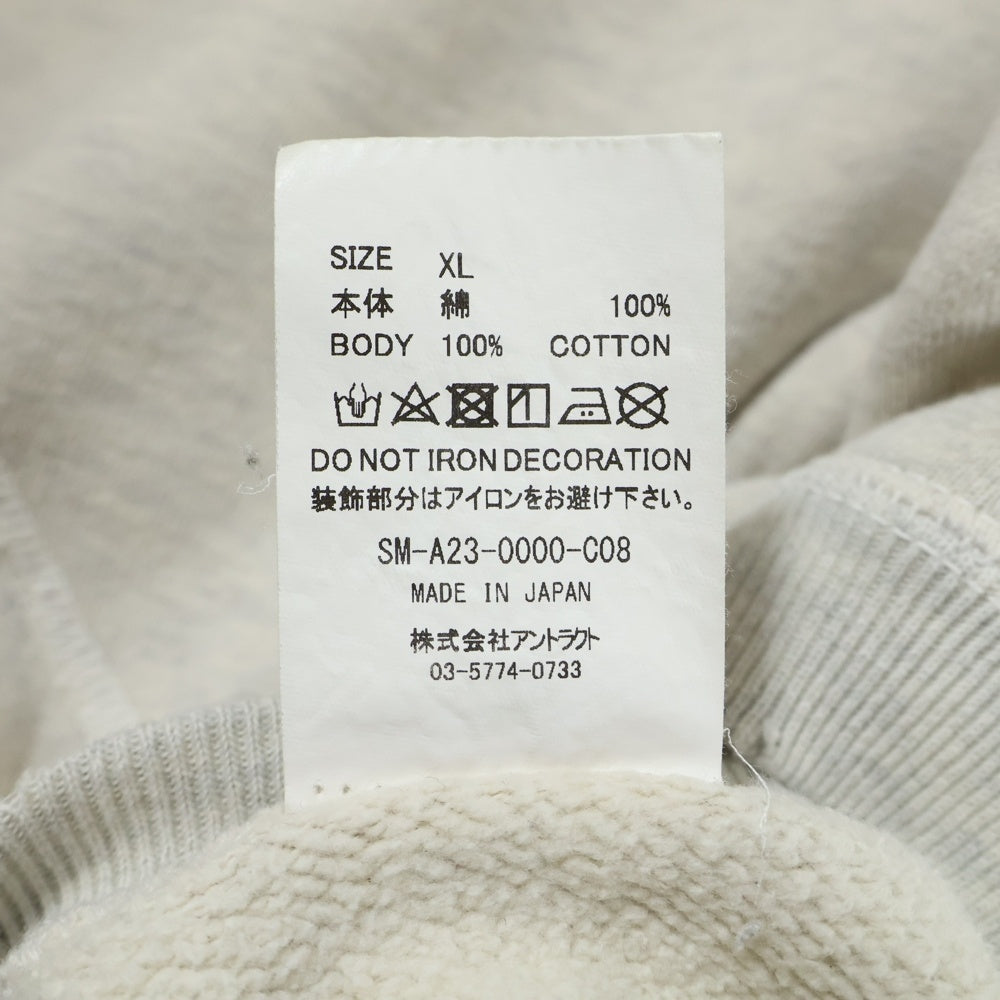 SIZE XL
本体 綿 100%
BODY 100% COTTON
DO NOT IRON DECORATION
装飾部分はアイロンをお避け下さい。
SM-A23-0000-C08
MADE IN JAPAN
株式会社アントラクト
03-5774-0733